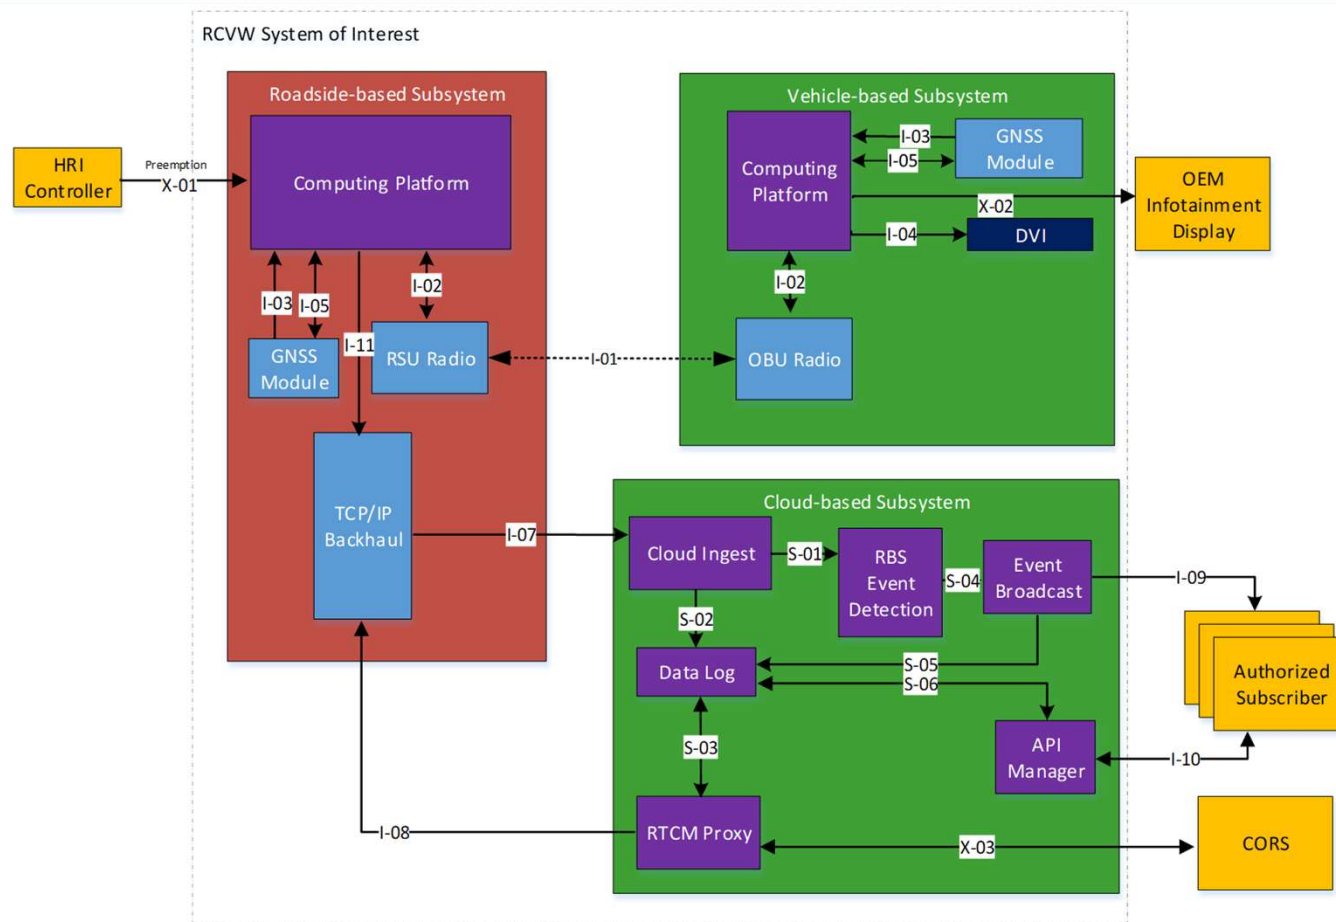 RCVW System of Interest
Roadside-based Subsystem
Vehicle-based Subsystem
HRI
Controller
Preemption
X-01
Computing Platform
Computing
Platform
I-03
I-05
GNSS
Module
X-02
OEM
Infotainment
Display
I-04
DVI
I-03
I-05
I-02
I-02
I-11
GNSS
Module
RSU Radio
I-01
OBU Radio
TCP/IP
Backhaul
I-07
Cloud-based Subsystem
Cloud Ingest
S-01
RBS
Event
Detection
S-04
Event
Broadcast
I-09
S-02
Data Log
S-05
S-06
Authorized
Subscriber
S-03
API
Manager
I-10
I-08
RTCM Proxy
X-03
CORS